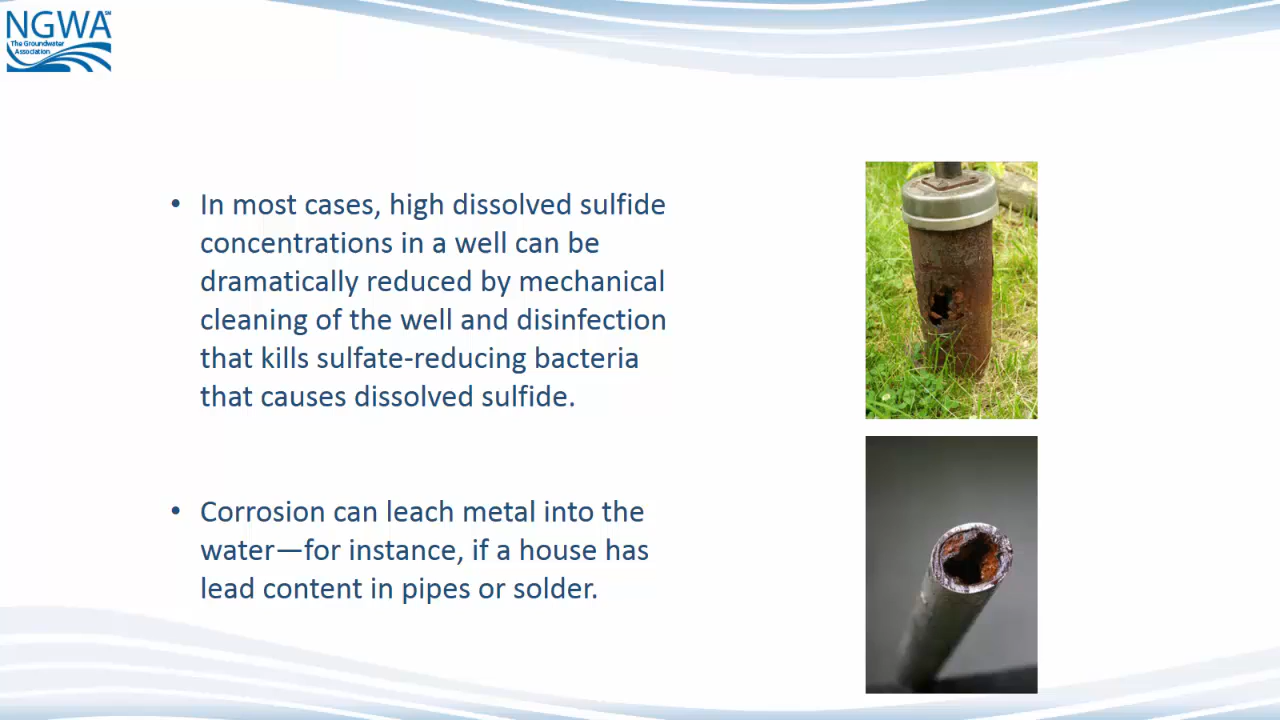 NGWA℠
The Groundwater
Association
• In most cases, high dissolved sulfide
concentrations in a well can be
dramatically reduced by mechanical
cleaning of the well and disinfection
that kills sulfate-reducing bacteria
that causes dissolved sulfide.
• Corrosion can leach metal into the
water—for instance, if a house has
lead content in pipes or solder.